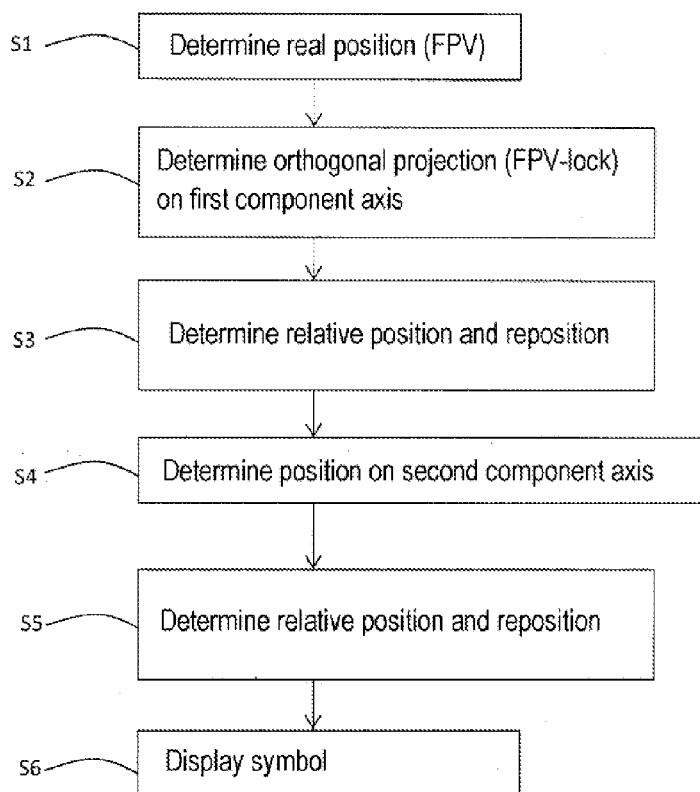 S1
Determine real position (FPV)
S2
Determine orthogonal projection (FPV-lock)
on first component axis
S3
Determine relative position and reposition
S4
Determine position on second component axis
S5
Determine relative position and reposition
S6
Display symbol